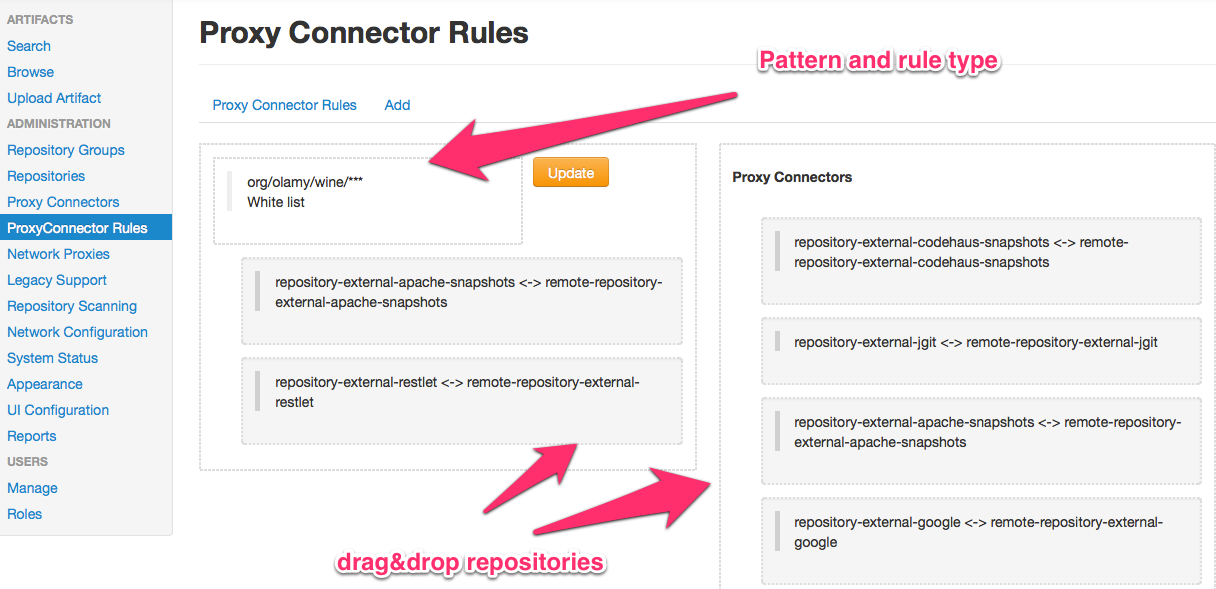 ARTIFACTS
Search
Browse
Upload Artifact
ADMINISTRATION
Repository Groups
Repositories
Proxy Connectors
ProxyConnector Rules
Network Proxies
Legacy Support
Repository Scanning
Network Configuration
System Status
Appearance
UI Configuration
Reports
USERS
Manage
Roles
Proxy Connector Rules
Pattern and rule type
Proxy Connector Rules
Add
org/olamy/wine/***
White list
Update
repository-external-apache-snapshots <-> remote-repository-
external-apache-snapshots
repository-external-restlet <-> remote-repository-external-
restlet
drag&drop repositories
Proxy Connectors
repository-external-codehaus-snapshots <-> remote-
repository-external-codehaus-snapshots
repository-external-jgit <-> remote-repository-external-jgit
repository-external-apache-snapshots <-> remote-repository-
external-apache-snapshots
repository-external-google <-> remote-repository-external-
google